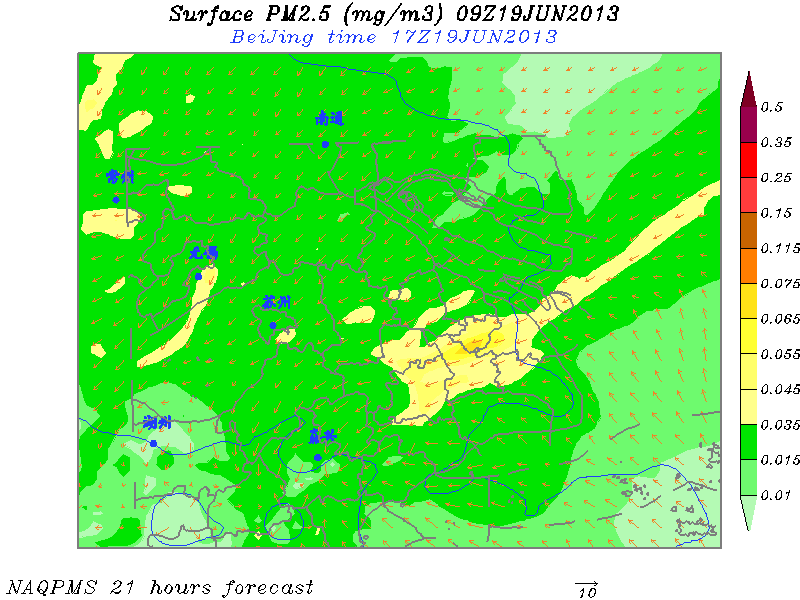 Surface PM2.5 (mg/m3) 09Z19JUN2013
BeiJing time 17Z19JUN2013
南通
常州
无锡
苏州
湖州
嘉兴
0.5
0.35
0.25
0.15
0.115
0.075
0.065
0.055
0.045
0.035
0.015
0.01
NAQPMS 21 hours forecast
10